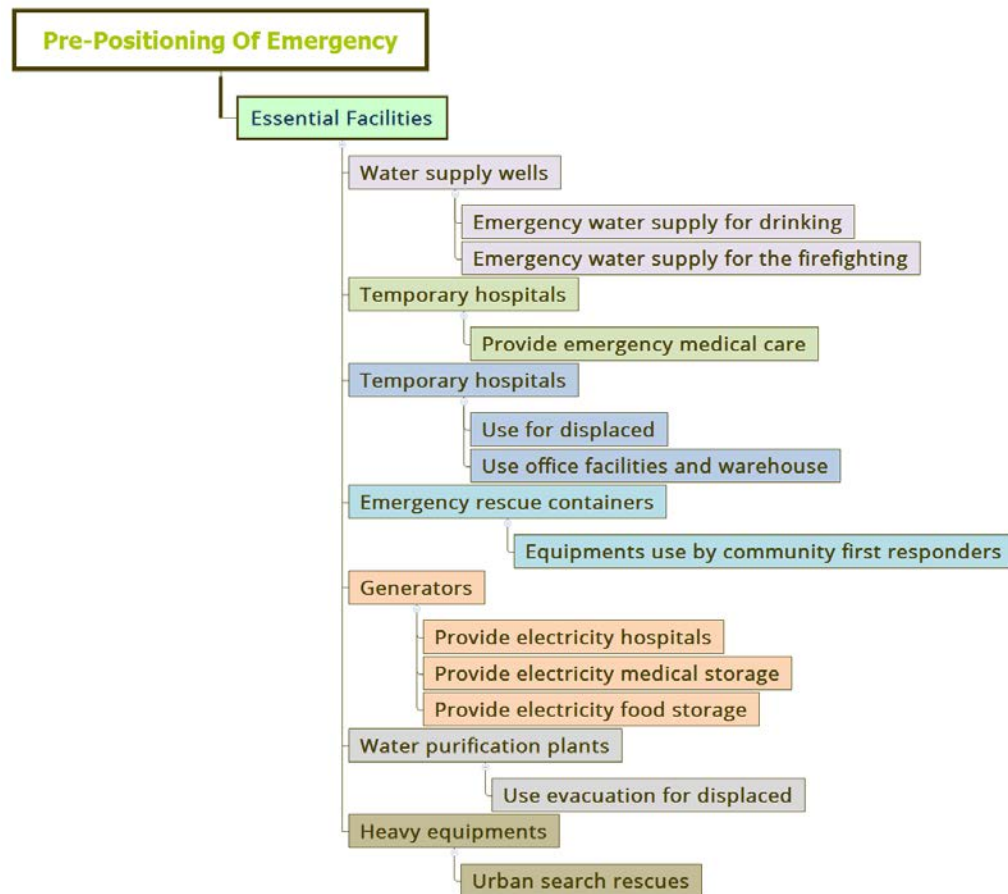 Pre-Positioning Of Emergency
Essential Facilities
Water supply wells
Emergency water supply for drinking
Emergency water supply for the firefighting
Temporary hospitals
Provide emergency medical care
Temporary hospitals
Use for displaced
Use office facilities and warehouse
Emergency rescue containers
Equipments use by community first responders
Generators
Provide electricity hospitals
Provide electricity medical storage
Provide electricity food storage
Water purification plants
Use evacuation for displaced
Heavy equipments
Urban search rescues